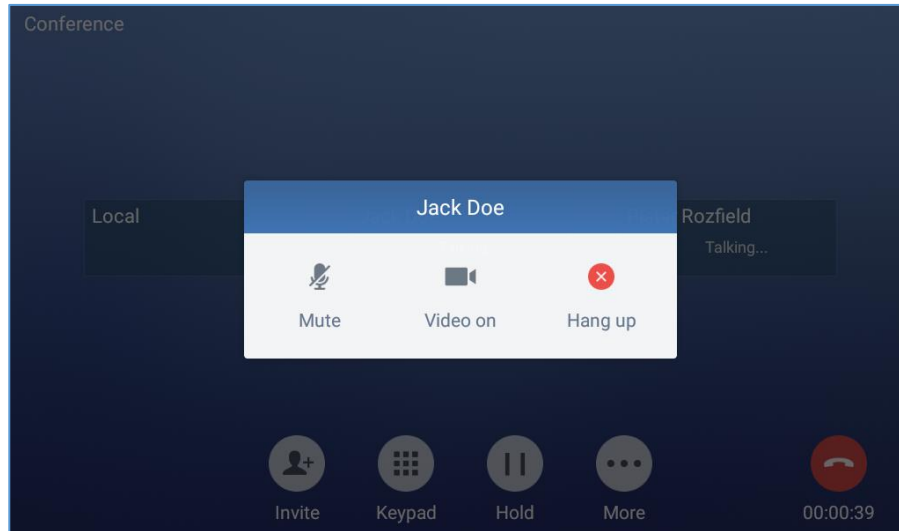 Conference
Jack Doe
Local
Rozfield
Talking...
Mute Video on Hang up
Invite Keypad Hold More 00:00:39